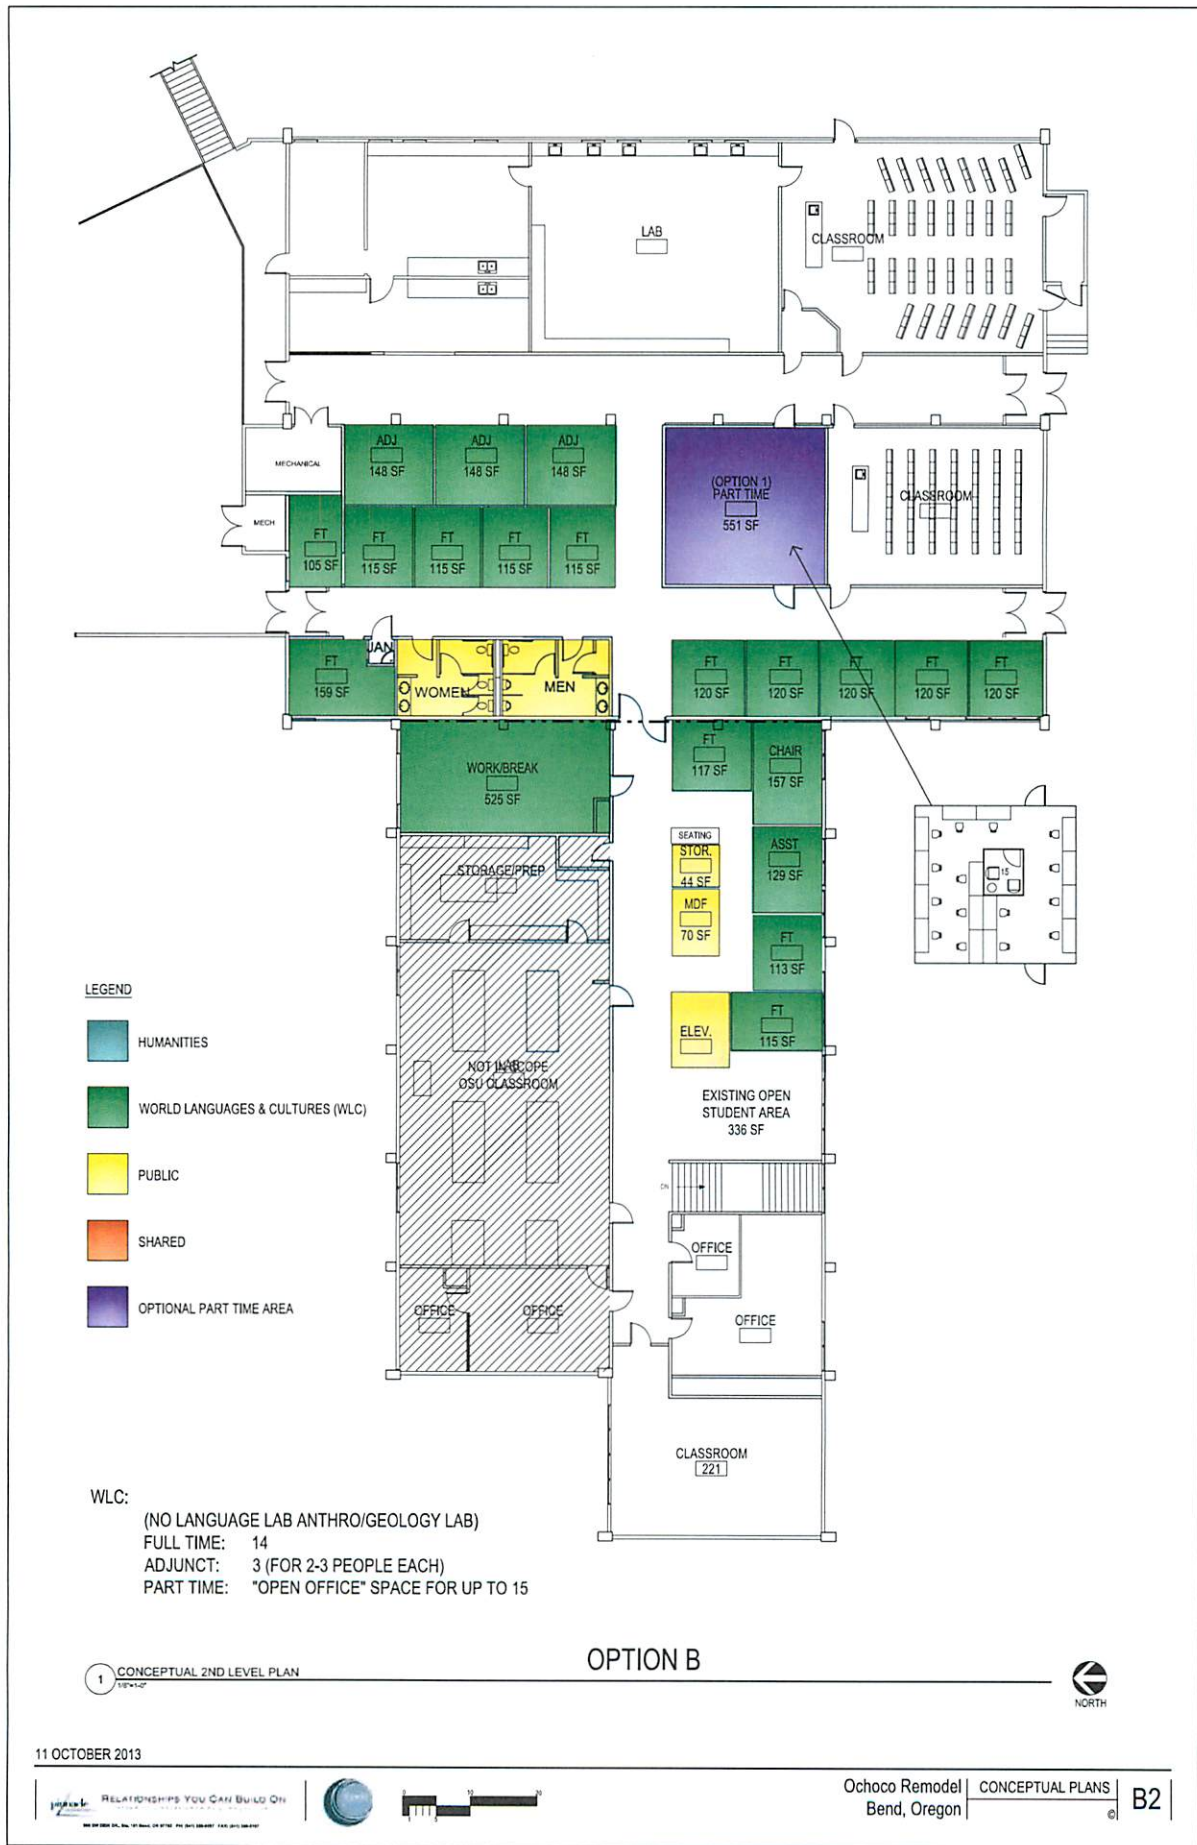 LAB
CLASSROOM
MECHANICAL
ADJ
148 SF
ADJ
148 SF
ADJ
148 SF
(OPTION 1)
PART TIME
551 SF
CLASSROOM
MECH
FT
105 SF
FT
115 SF
FT
115 SF
FT
115 SF
FT
115 SF
FT
159 SF
JAN
WOMEN
MEN
FT
120 SF
FT
120 SF
FT
120 SF
FT
120 SF
FT
120 SF
WORK/BREAK
525 SF
FT
117 SF
CHAIR
157 SF
SEATING
STOR.
44 SF
ASST
129 SF
15
STORAGE/PREP
MDF
70 SF
FT
113 SF
ELEV.
FT
115 SF
NOT IN SCOPE
OSU CLASSROOM
EXISTING OPEN
STUDENT AREA
336 SF
DN
OFFICE
OFFICE
OFFICE
OFFICE
CLASSROOM
221
LEGEND
HUMANITIES
WORLD LANGUAGES & CULTURES (WLC)
PUBLIC
SHARED
OPTIONAL PART TIME AREA
WLC:
(NO LANGUAGE LAB ANTHRO/GEOLOGY LAB)
FULL TIME: 14
ADJUNCT: 3 (FOR 2-3 PEOPLE EACH)
PART TIME: "OPEN OFFICE" SPACE FOR UP TO 15
OPTION B
1 CONCEPTUAL 2ND LEVEL PLAN
NORTH
11 OCTOBER 2013
pinnacle RELATIONSHIPS YOU CAN BUILD ON
0 10 20
Ochoco Remodel
Bend, Oregon
CONCEPTUAL PLANS
©
B2